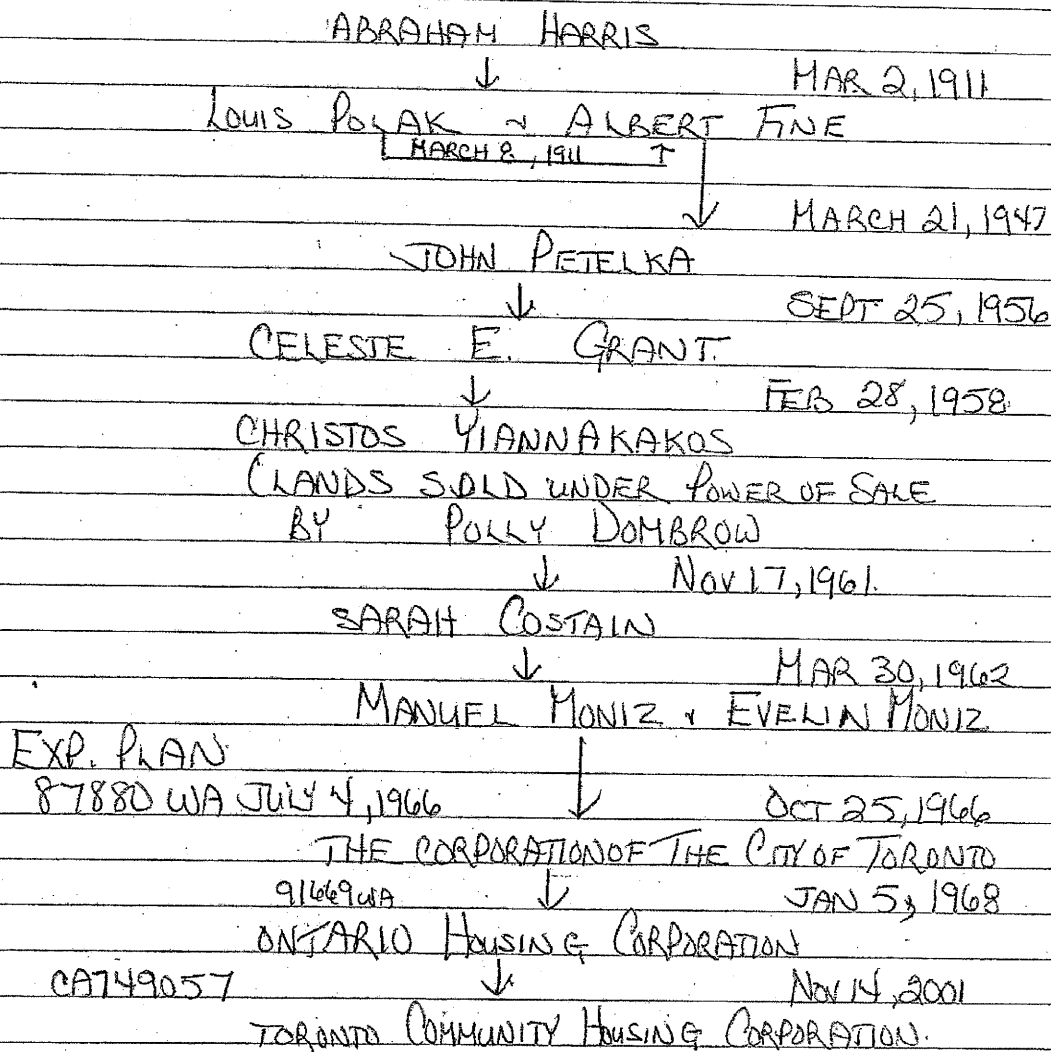 ABRAHAM HARRIS
MAR 2, 1911
LOUIS POLAK & ALBERT FINE
MARCH 8, 1911
MARCH 21, 1947
JOHN PETELKA
SEPT 25, 1956
CELESTE E. GRANT.
FEB 28, 1958
CHRISTOS YIANNAKAKOS
(LANDS SOLD UNDER POWER OF SALE
BY POLLY DOMBROW
NOV 17, 1961.
SARAH COSTAIN
MAR 30, 1962
MANUEL MONIZ & EVELIN MONIZ
EXP. PLAN
87880 WA JULY 4, 1966 OCT 25, 1966
THE CORPORATION OF THE CITY OF TORONTO
91669WA JAN 5, 1968
ONTARIO HOUSING CORPORATION
CA749057 NOV 14, 2001
TORONTO COMMUNITY HOUSING CORPORATION.